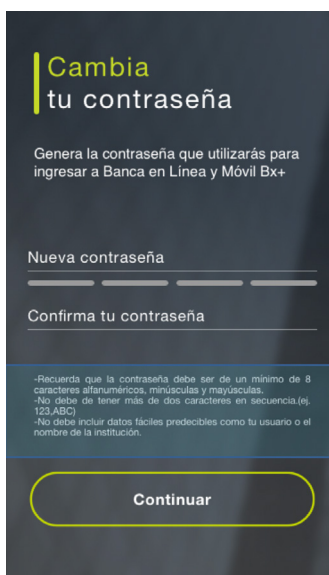 Cambia
tu contraseña
Genera la contraseña que utilizarás para
ingresar a Banca en Línea y Móvil Bx+
Nueva contraseña
Confirma tu contraseña
-Recuerda que la contraseña debe ser de un mínimo de 8
caracteres alfanuméricos, minúsculas y mayúsculas.
-No debe de tener más de dos caracteres en secuencia.(ej.
123,ABC)
-No debe incluir datos fáciles predecibles como tu usuario o el
nombre de la institución.
Continuar